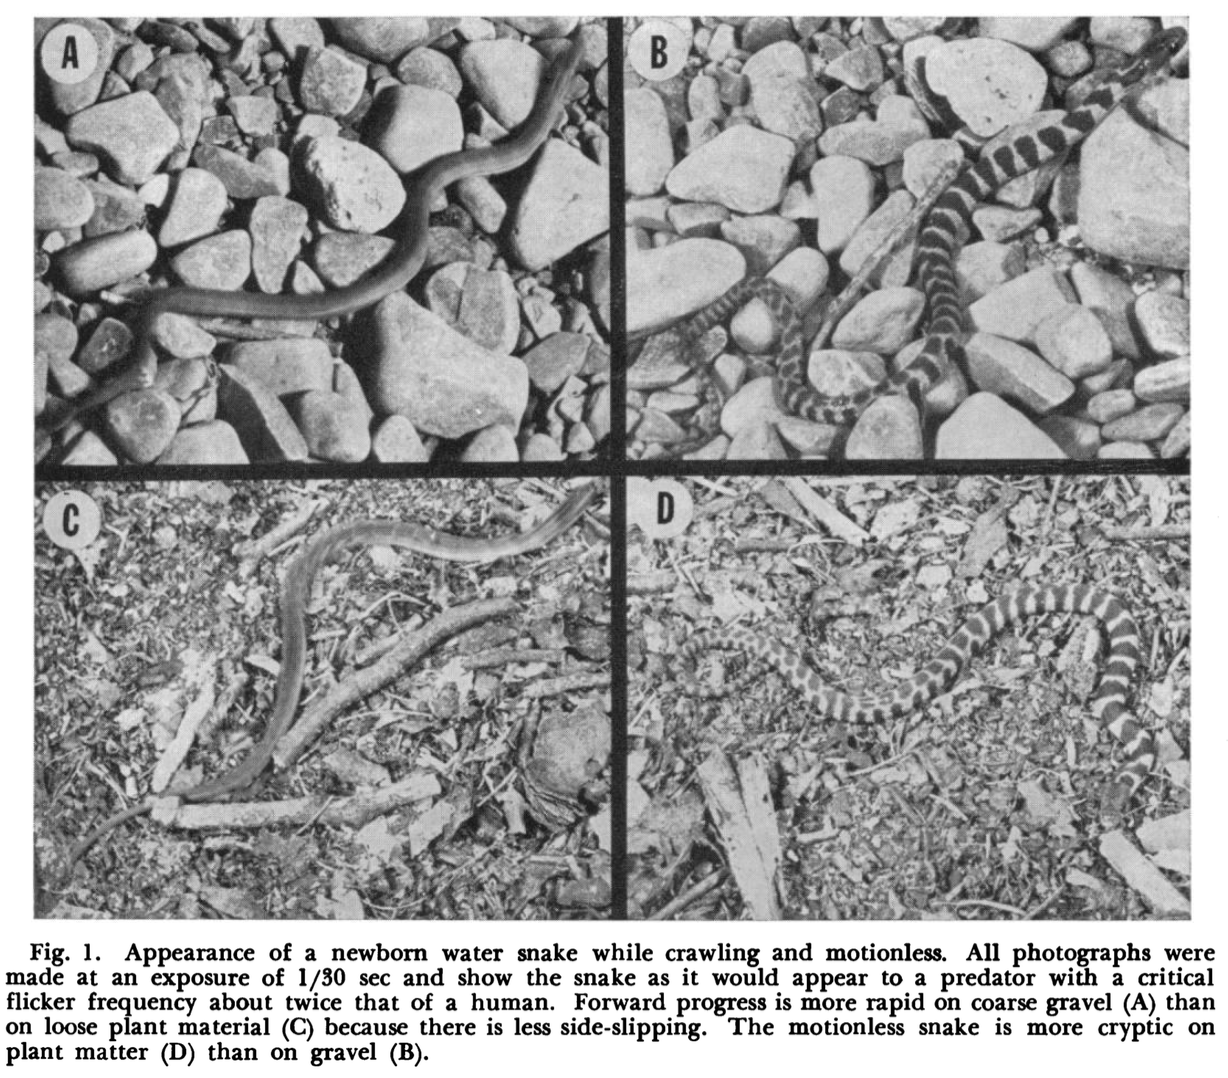 A
B
C
D
Fig. 1. Appearance of a newborn water snake while crawling and motionless. All photographs were
made at an exposure of 1/30 sec and show the snake as it would appear to a predator with a critical
flicker frequency about twice that of a human. Forward progress is more rapid on coarse gravel (A) than
on loose plant material (C) because there is less side-slipping. The motionless snake is more cryptic on
plant matter (D) than on gravel (B).